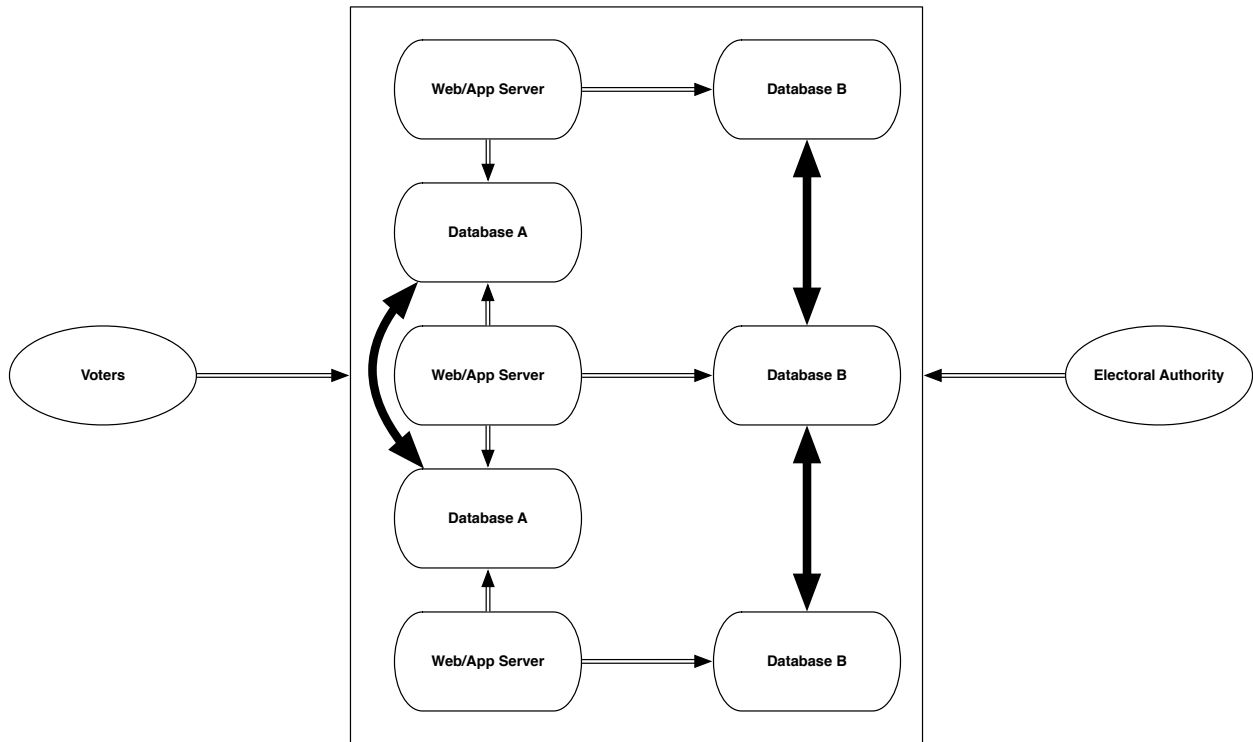 Web/App Server
Database B
Database A
Voters
Web/App Server
Database B
Electoral Authority
Database A
Web/App Server
Database B